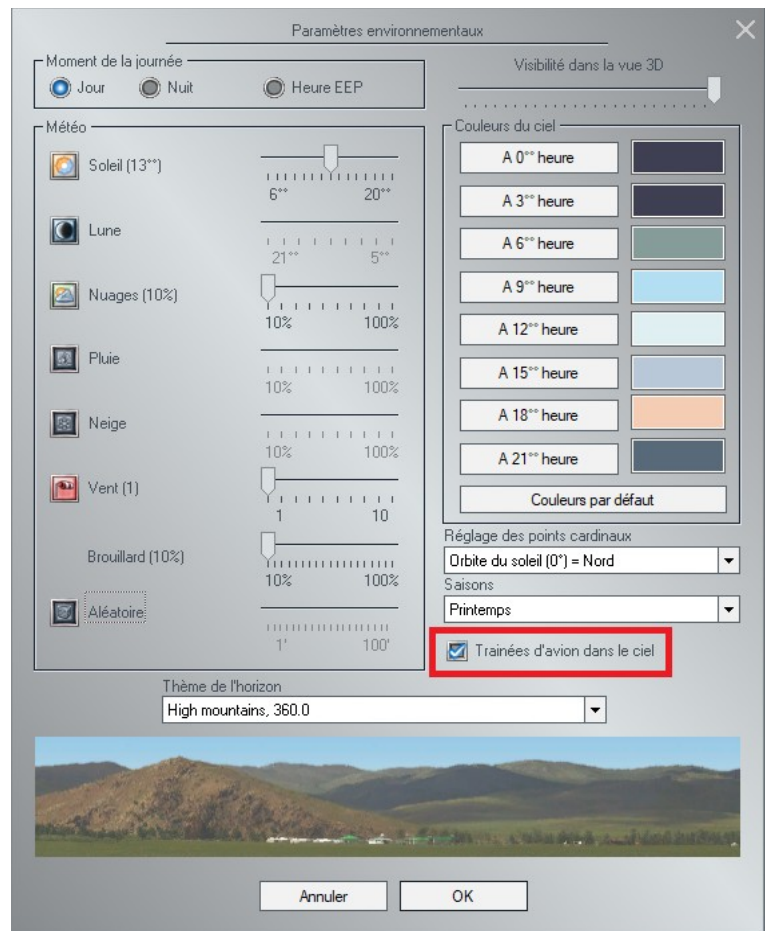 Paramètres environnementaux
Moment de la journée
Jour
Nuit
Heure EEP
Visibilité dans la vue 3D
Météo
Soleil (13°°)
6°° 20°°
Lune
21°° 5°°
Nuages (10%)
10% 100%
Pluie
10% 100%
Neige
10% 100%
Vent (1)
1 10
Brouillard (10%)
10% 100%
Aléatoire
1' 100'
Couleurs du ciel
A 0°° heure
A 3°° heure
A 6°° heure
A 9°° heure
A 12°° heure
A 15°° heure
A 18°° heure
A 21°° heure
Couleurs par défaut
Réglage des points cardinaux
Orbite du soleil (0°) = Nord
Saisons
Printemps
Trainées d'avion dans le ciel
Thème de l'horizon
High mountains, 360.0
Annuler
OK